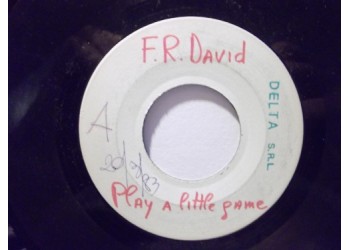 F.R. David
DELTA S.R.L.
A
Play a little game